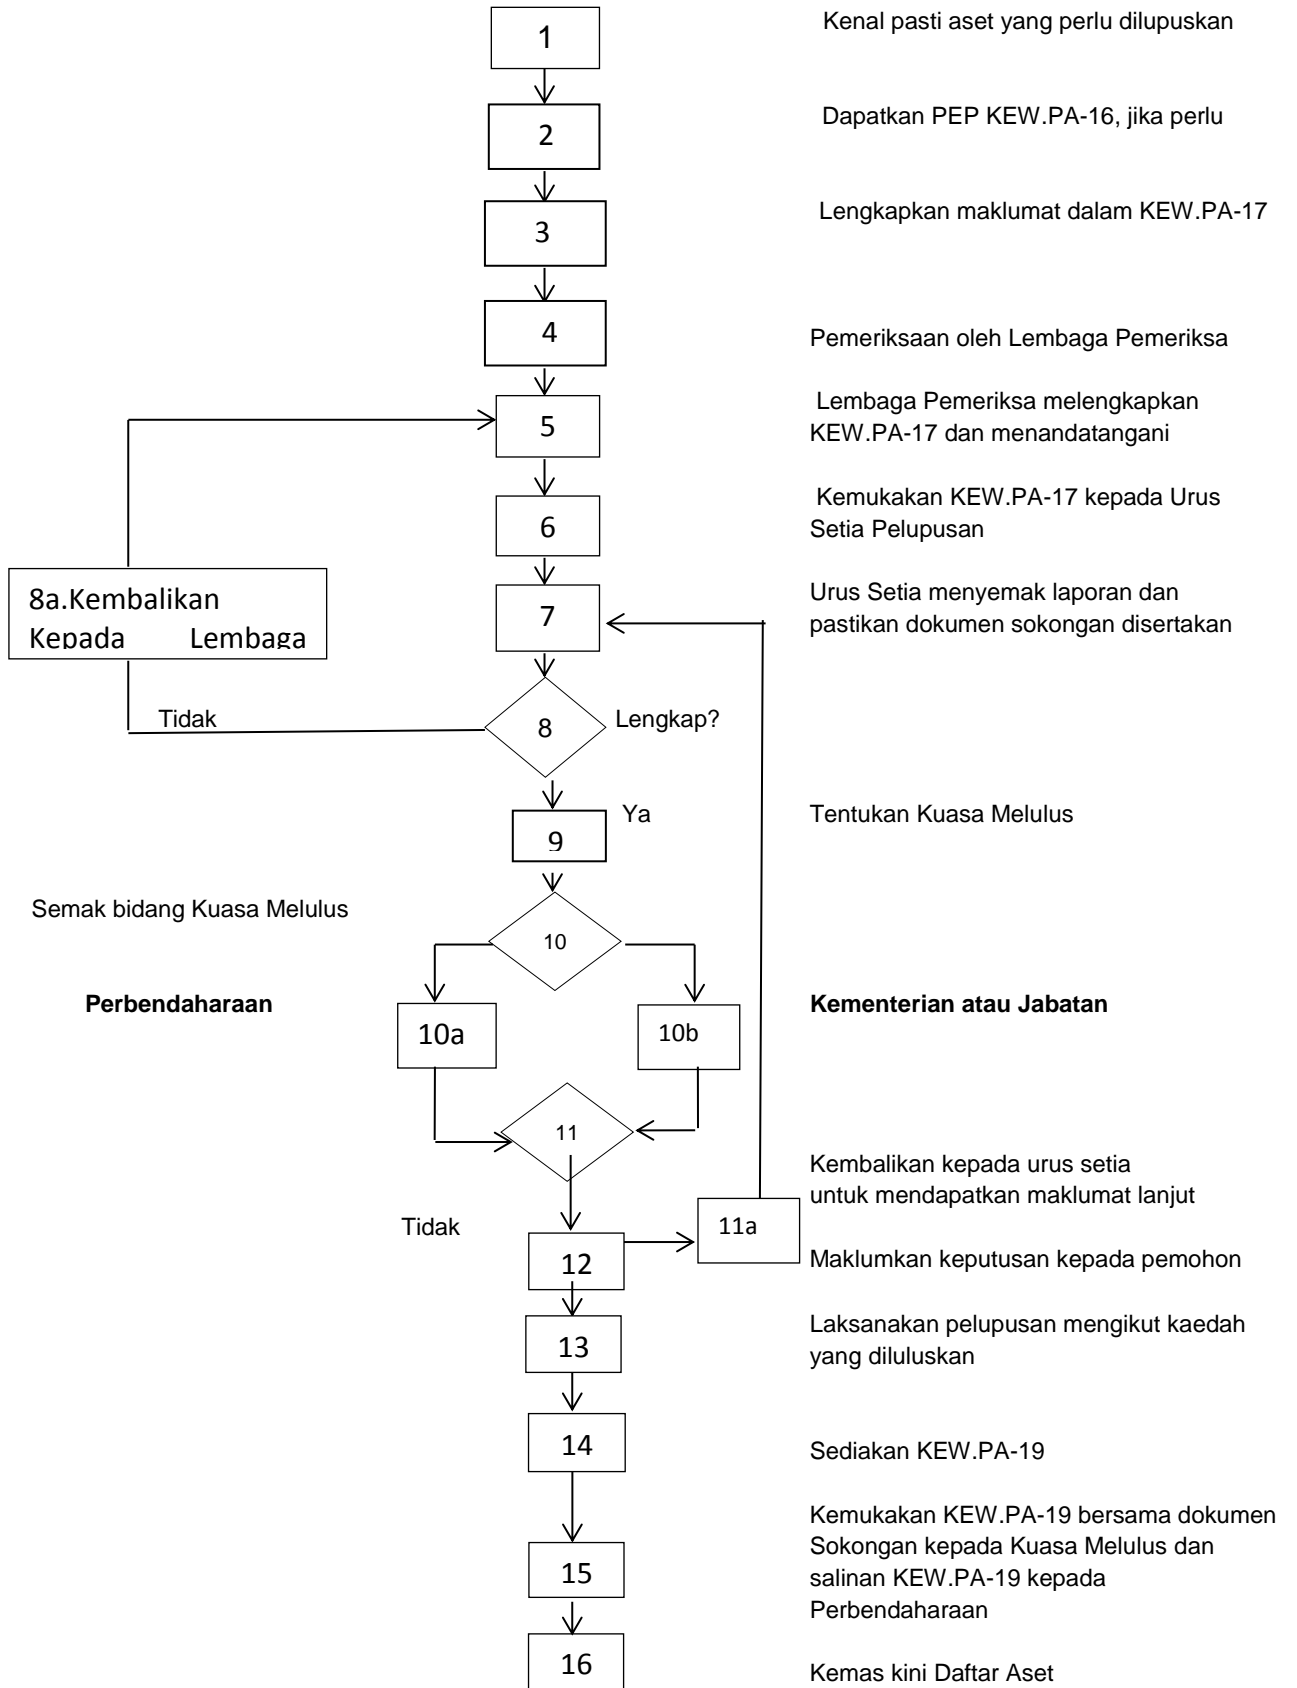 1
Kenal pasti aset yang perlu dilupuskan
2
Dapatkan PEP KEW.PA-16, jika perlu
3
Lengkapkan maklumat dalam KEW.PA-17
4
Pemeriksaan oleh Lembaga Pemeriksa
5
Lembaga Pemeriksa melengkapkan
KEW.PA-17 dan menandatangani
6
Kemukakan KEW.PA-17 kepada Urus
Setia Pelupusan
8a.Kembalikan
Kepada Lembaga
7
Urus Setia menyemak laporan dan
pastikan dokumen sokongan disertakan
Tidak
8
Lengkap?
9
Ya
Tentukan Kuasa Melulus
Semak bidang Kuasa Melulus
10
Perbendaharaan
Kementerian atau Jabatan
10a
10b
11
Kembalikan kepada urus setia
untuk mendapatkan maklumat lanjut
Tidak
11a
12
Maklumkan keputusan kepada pemohon
13
Laksanakan pelupusan mengikut kaedah
yang diluluskan
14
Sediakan KEW.PA-19
15
Kemukakan KEW.PA-19 bersama dokumen
Sokongan kepada Kuasa Melulus dan
salinan KEW.PA-19 kepada
Perbendaharaan
16
Kemas kini Daftar Aset